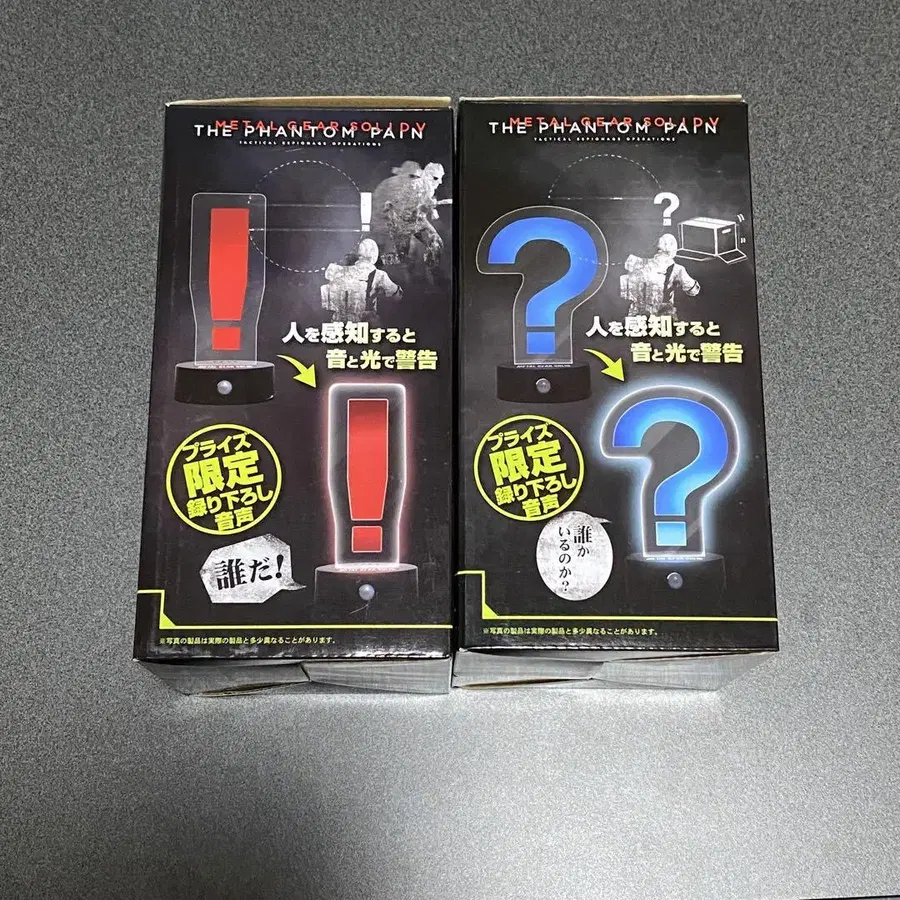 METAL GEAR SOLID V
THE PHANTOM PAIN
TACTICAL ESPIONAGE OPERATIONS
!
人を感知すると
音と光で警告
プライズ
限定
録り下ろし
音声
誰だ!
※写真の製品は実際の製品と多少異なることがあります。
METAL GEAR SOLID V
THE PHANTOM PAIN
TACTICAL ESPIONAGE OPERATIONS
?
人を感知すると
音と光で警告
プライズ
限定
録り下ろし
音声
誰か
いるのか?
※写真の製品は実際の製品と多少異なることがあります。